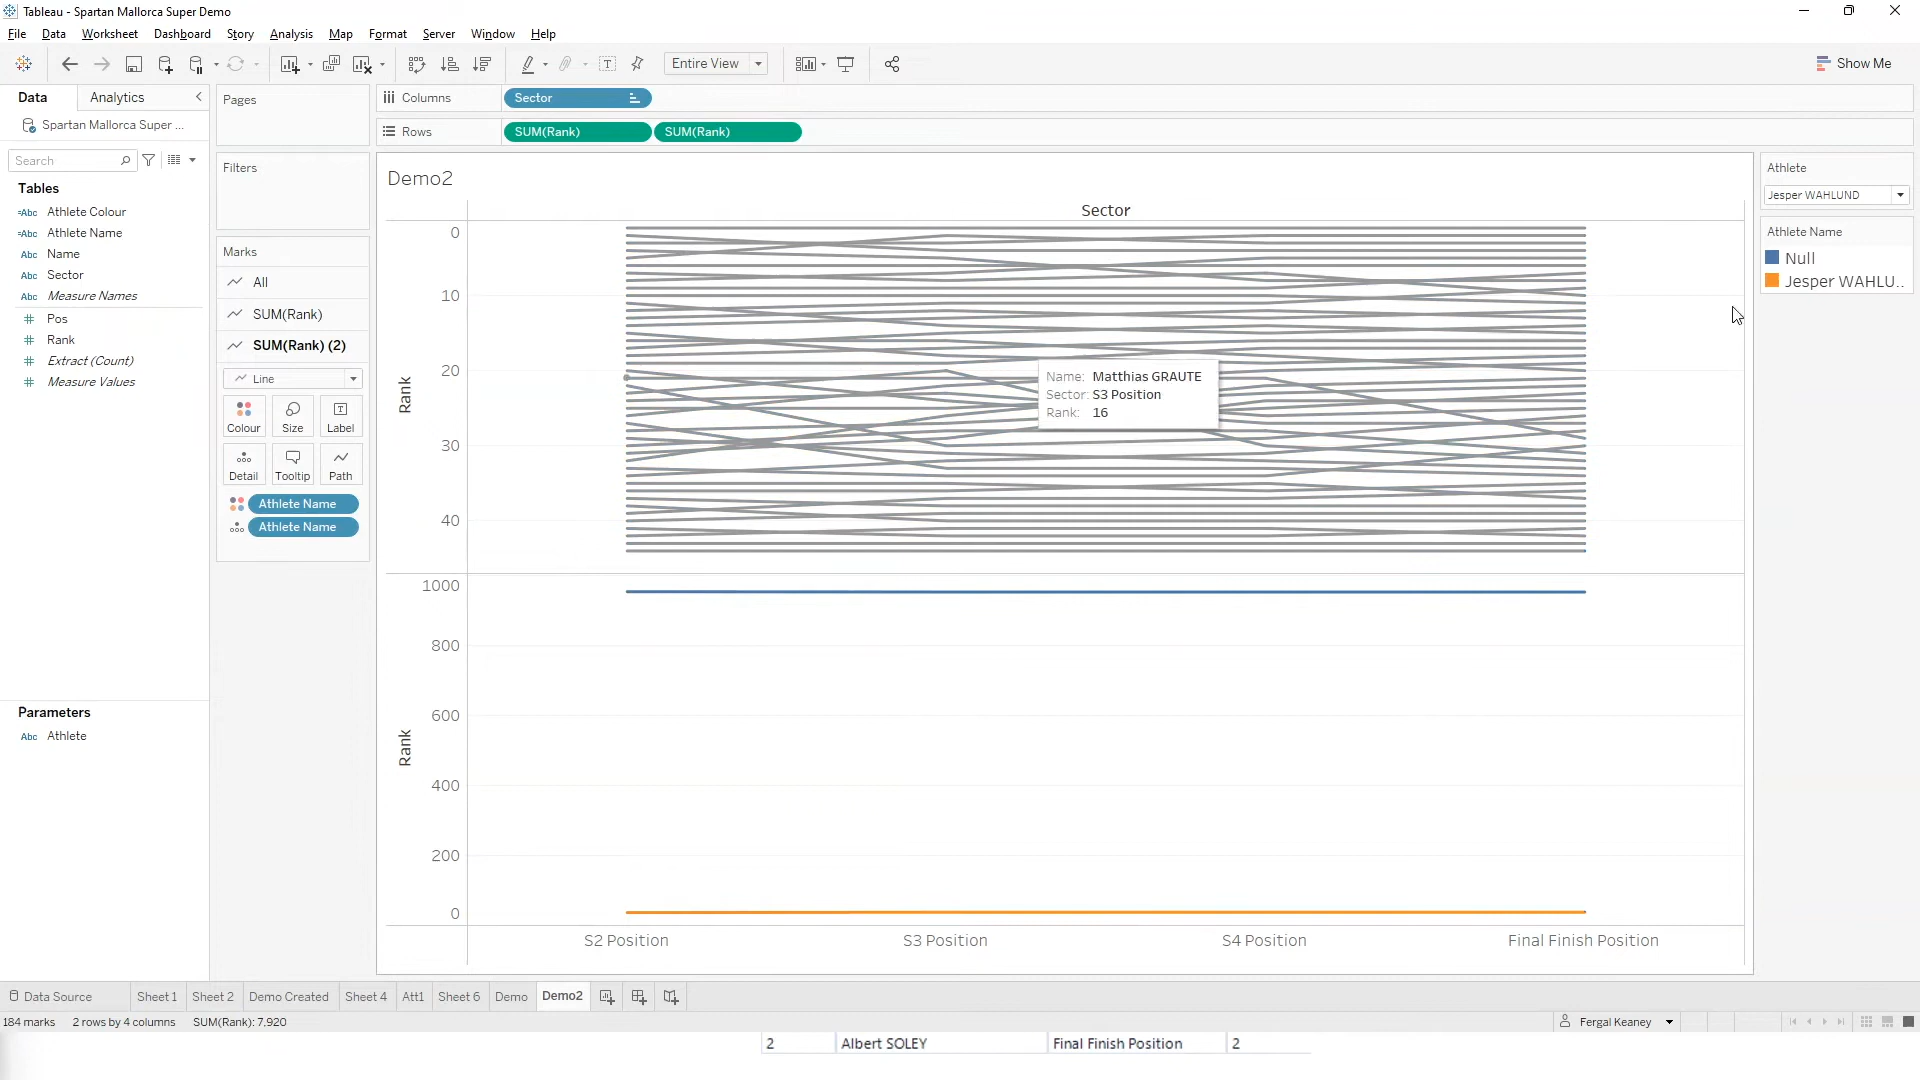 Tableau - Spartan Mallorca Super Demo
File Data Worksheet Dashboard Story Analysis Map Format Server Window Help
Entire View
Show Me
Data Analytics
Spartan Mallorca Super ...
Search
Tables
Abc Athlete Colour
Abc Athlete Name
Abc Name
Abc Sector
Abc Measure Names
# Pos
# Rank
# Extract (Count)
# Measure Values
Parameters
Abc Athlete
Pages
Filters
Marks
All
SUM(Rank)
SUM(Rank) (2)
Line
Colour Size Label
Detail Tooltip Path
Athlete Name
Athlete Name
Columns Sector
Rows SUM(Rank) SUM(Rank)
Demo2
Sector
0
10
20
30
40
Rank
Name: Matthias GRAUTE
Sector: S3 Position
Rank: 16
1000
800
600
400
200
0
Rank
S2 Position S3 Position S4 Position Final Finish Position
Athlete
Jesper WAHLUND
Athlete Name
Null
Jesper WAHLU..
Data Source Sheet 1 Sheet 2 Demo Created Sheet 4 Att1 Sheet 6 Demo Demo2
184 marks 2 rows by 4 columns SUM(Rank): 7,920 Fergal Keaney
2 Albert SOLEY Final Finish Position 2